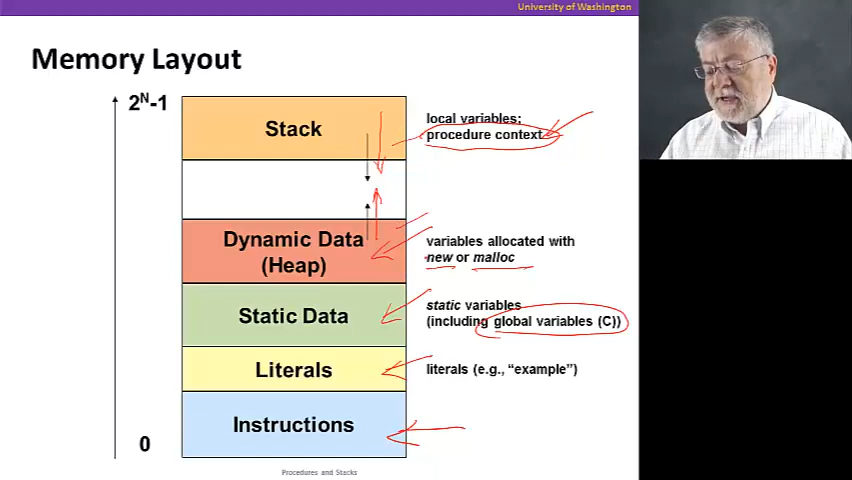 University of Washington
Memory Layout
2ᴺ-1
Stack
local variables;
procedure context
Dynamic Data
(Heap)
variables allocated with
new or malloc
Static Data
static variables
(including global variables (C))
Literals
literals (e.g., “example”)
Instructions
0
Procedures and Stacks